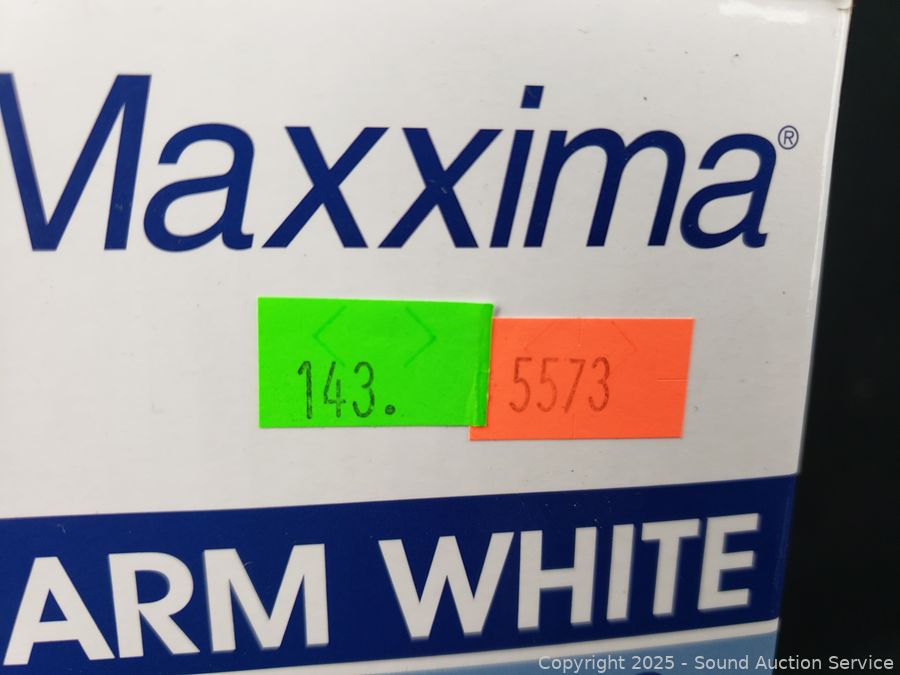 Maxxima®
143.
5573
ARM WHITE
Copyright 2025 - Sound Auction Service